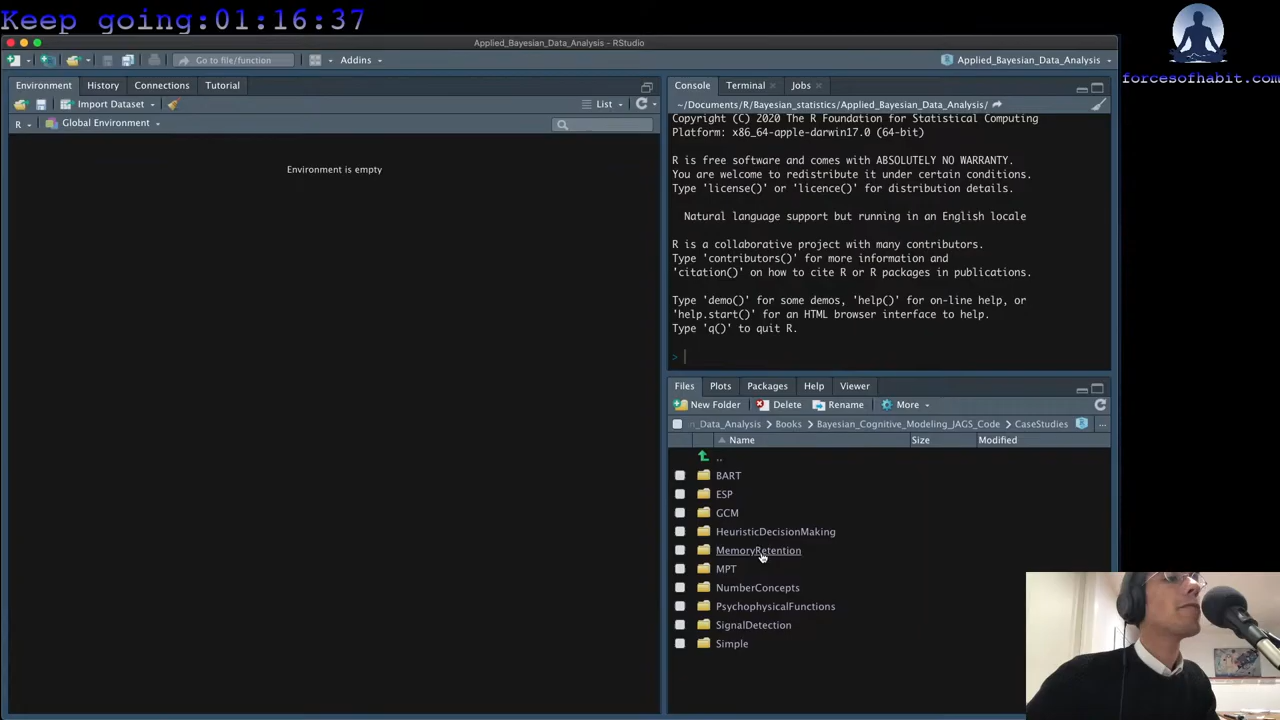 Keep going:01:16:37
forcesofhabit.com
Applied_Bayesian_Data_Analysis - RStudio
Go to file/function
Addins
Applied_Bayesian_Data_Analysis
Environment
History
Connections
Tutorial
Import Dataset
List
R
Global Environment
Environment is empty
Console
Terminal
Jobs
~/Documents/R/Bayesian_statistics/Applied_Bayesian_Data_Analysis/
Copyright (C) 2020 The R Foundation for Statistical Computing
Platform: x86_64-apple-darwin17.0 (64-bit)
R is free software and comes with ABSOLUTELY NO WARRANTY.
You are welcome to redistribute it under certain conditions.
Type 'license()' or 'licence()' for distribution details.
Natural language support but running in an English locale
R is a collaborative project with many contributors.
Type 'contributors()' for more information and
'citation()' on how to cite R or R packages in publications.
Type 'demo()' for some demos, 'help()' for on-line help, or
'help.start()' for an HTML browser interface to help.
Type 'q()' to quit R.
>
Files
Plots
Packages
Help
Viewer
New Folder
Delete
Rename
More
n_Data_Analysis
Books
Bayesian_Cognitive_Modeling_JAGS_Code
CaseStudies
...
Name
Size
Modified
..
BART
ESP
GCM
HeuristicDecisionMaking
MemoryRetention
MPT
NumberConcepts
PsychophysicalFunctions
SignalDetection
Simple